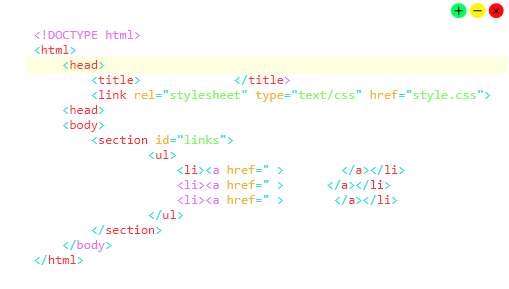 <!DOCTYPE html>
<html>
<head>
<title> </title>
<link rel="stylesheet" type="text/css" href="style.css">
<head>
<body>
<section id="links">
<ul>
<li><a href=" > </a></li>
<li><a href=" > </a></li>
<li><a href=" > </a></li>
</ul>
</section>
</body>
</html>